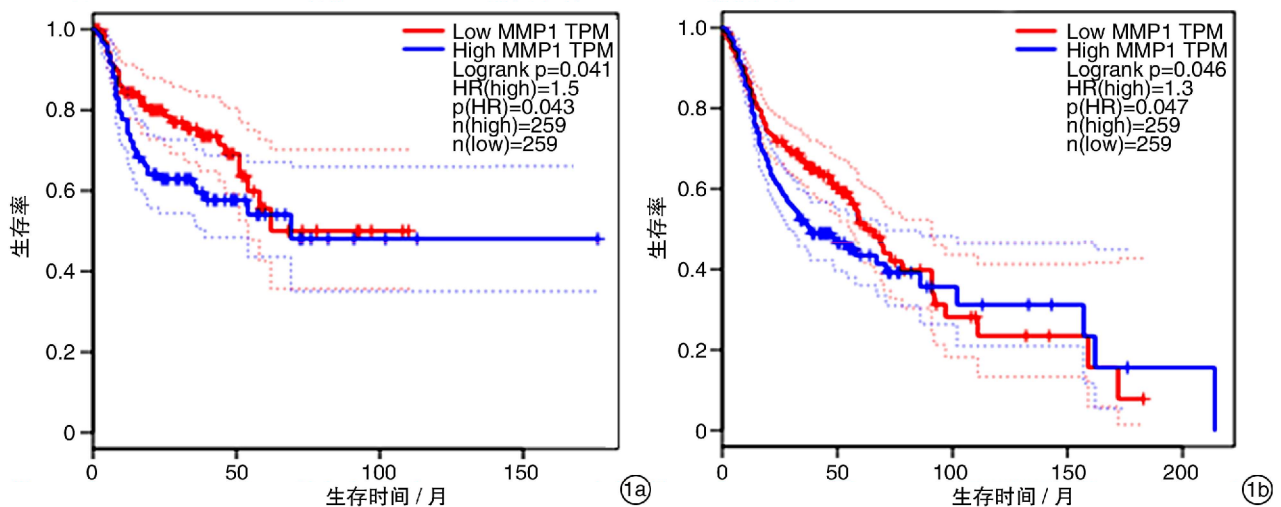 1.0
0.8
0.6
0.4
0.2
0
生存率
Low MMP1 TPM
High MMP1 TPM
Logrank p=0.041
HR(high)=1.5
p(HR)=0.043
n(high)=259
n(low)=259
0 50 100 150
生存时间 / 月
1a
1.0
0.8
0.6
0.4
0.2
0
生存率
Low MMP1 TPM
High MMP1 TPM
Logrank p=0.046
HR(high)=1.3
p(HR)=0.047
n(high)=259
n(low)=259
0 50 100 150 200
生存时间 / 月
1b